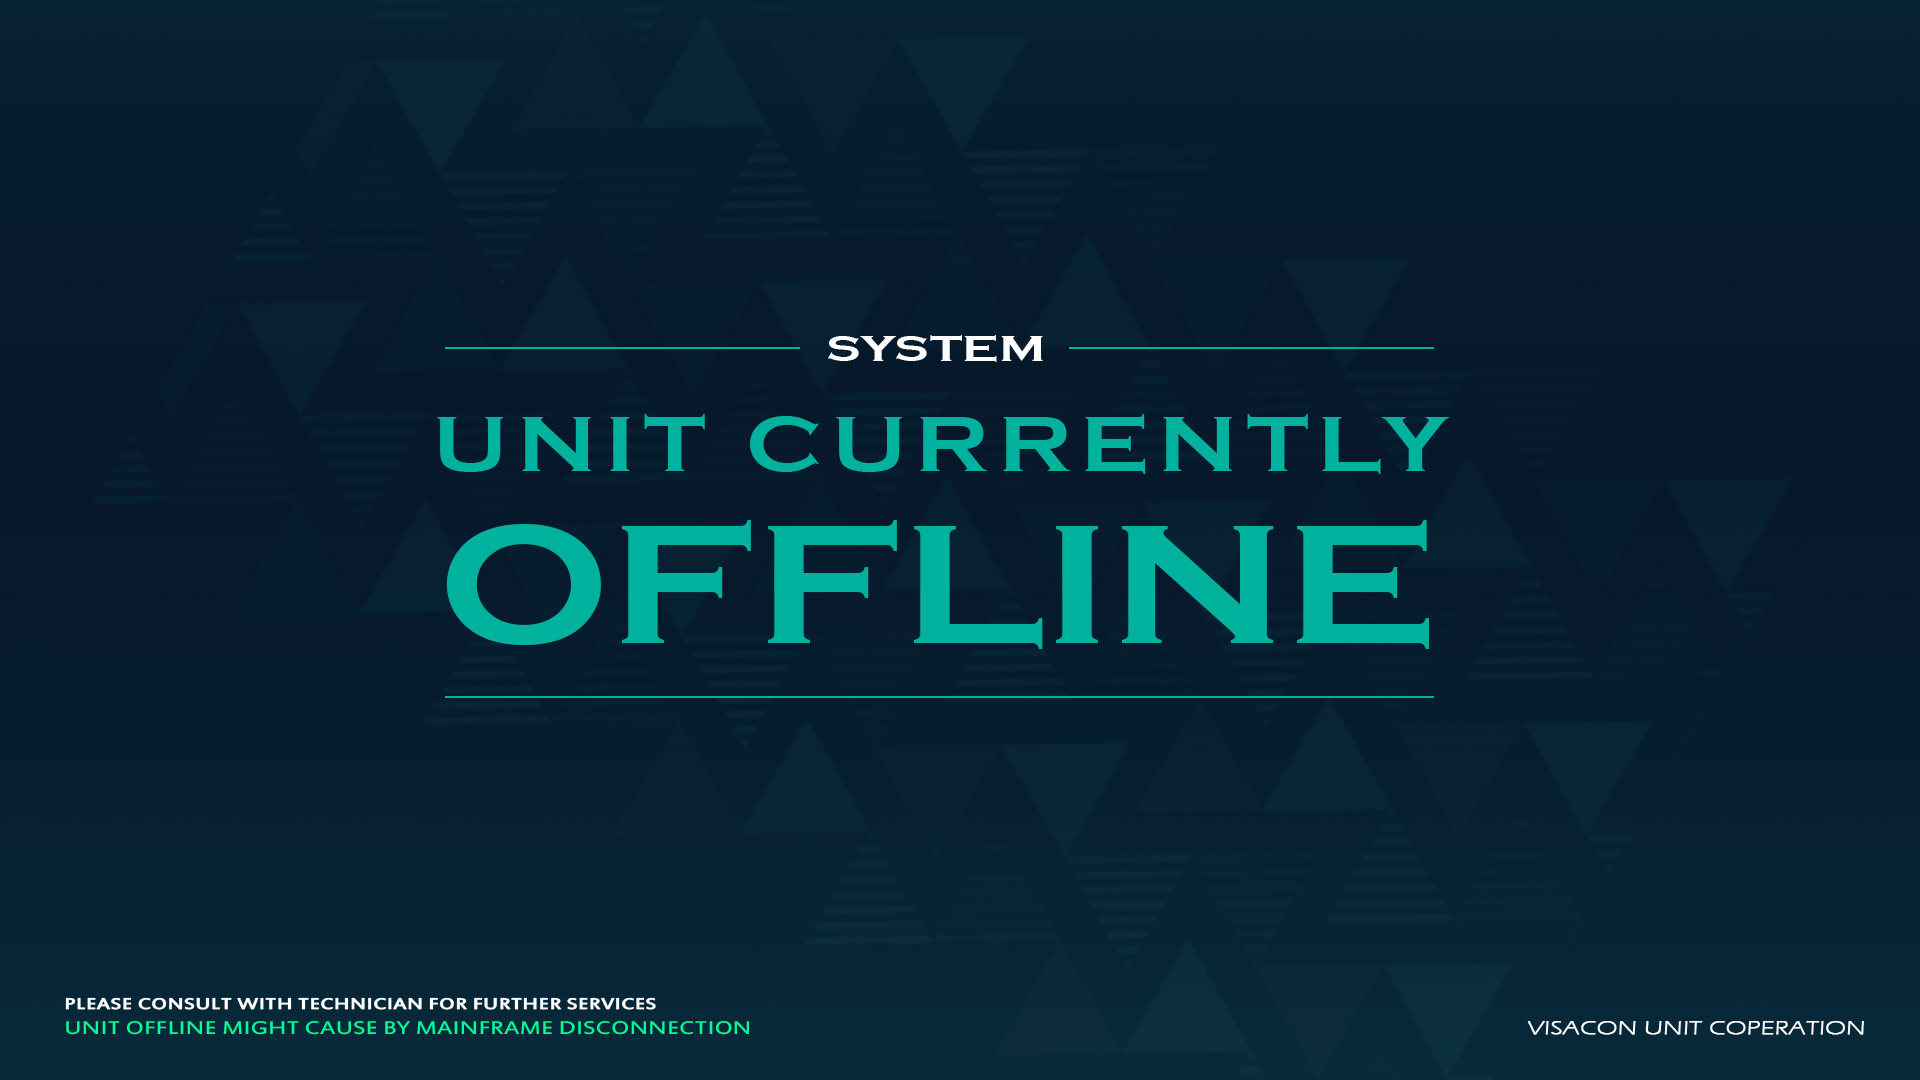 SYSTEM
UNIT CURRENTLY
OFFLINE
PLEASE CONSULT WITH TECHNICIAN FOR FURTHER SERVICES
UNIT OFFLINE MIGHT CAUSE BY MAINFRAME DISCONNECTION
VISACON UNIT COPERATION